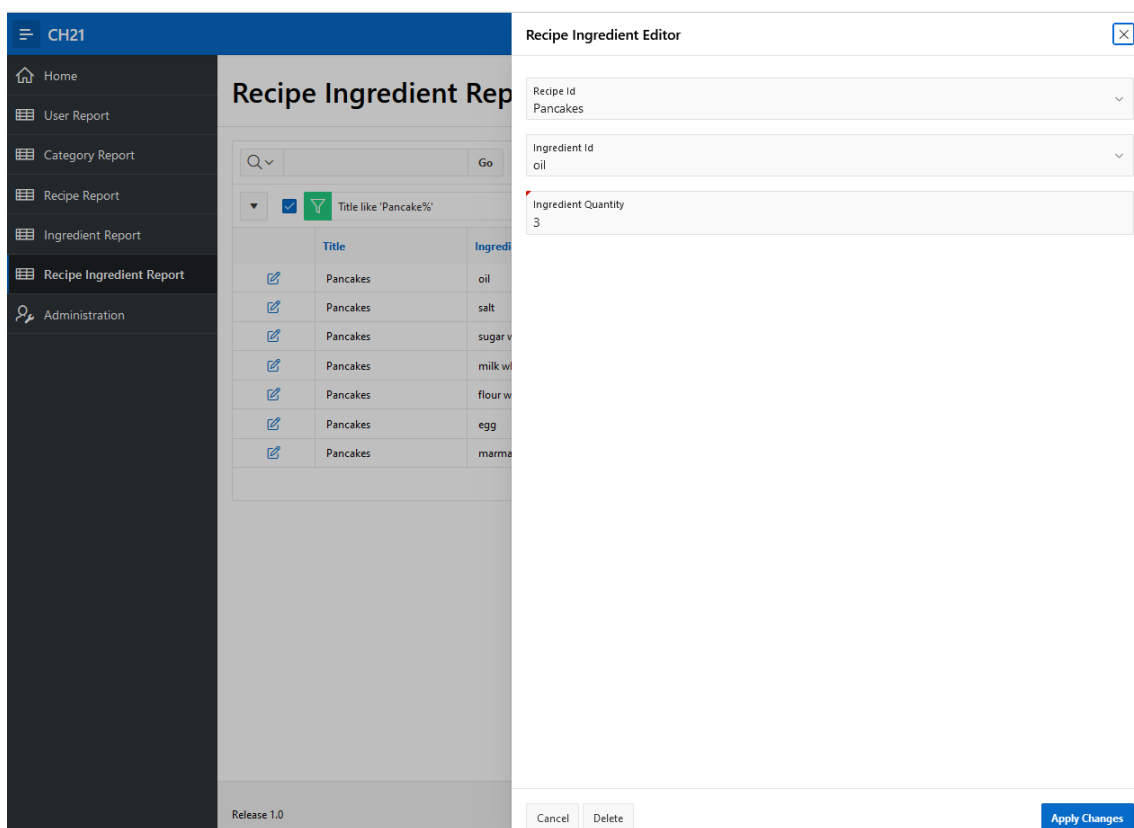 CH21
Home
User Report
Category Report
Recipe Report
Ingredient Report
Recipe Ingredient Report
Administration
Recipe Ingredient Rep
Go
Title like 'Pancake%'
Title Ingredi
Pancakes oil
Pancakes salt
Pancakes sugar w
Pancakes milk wh
Pancakes flour w
Pancakes egg
Pancakes marma
Release 1.0
Recipe Ingredient Editor
Recipe Id
Pancakes
Ingredient Id
oil
Ingredient Quantity
3
Cancel Delete Apply Changes